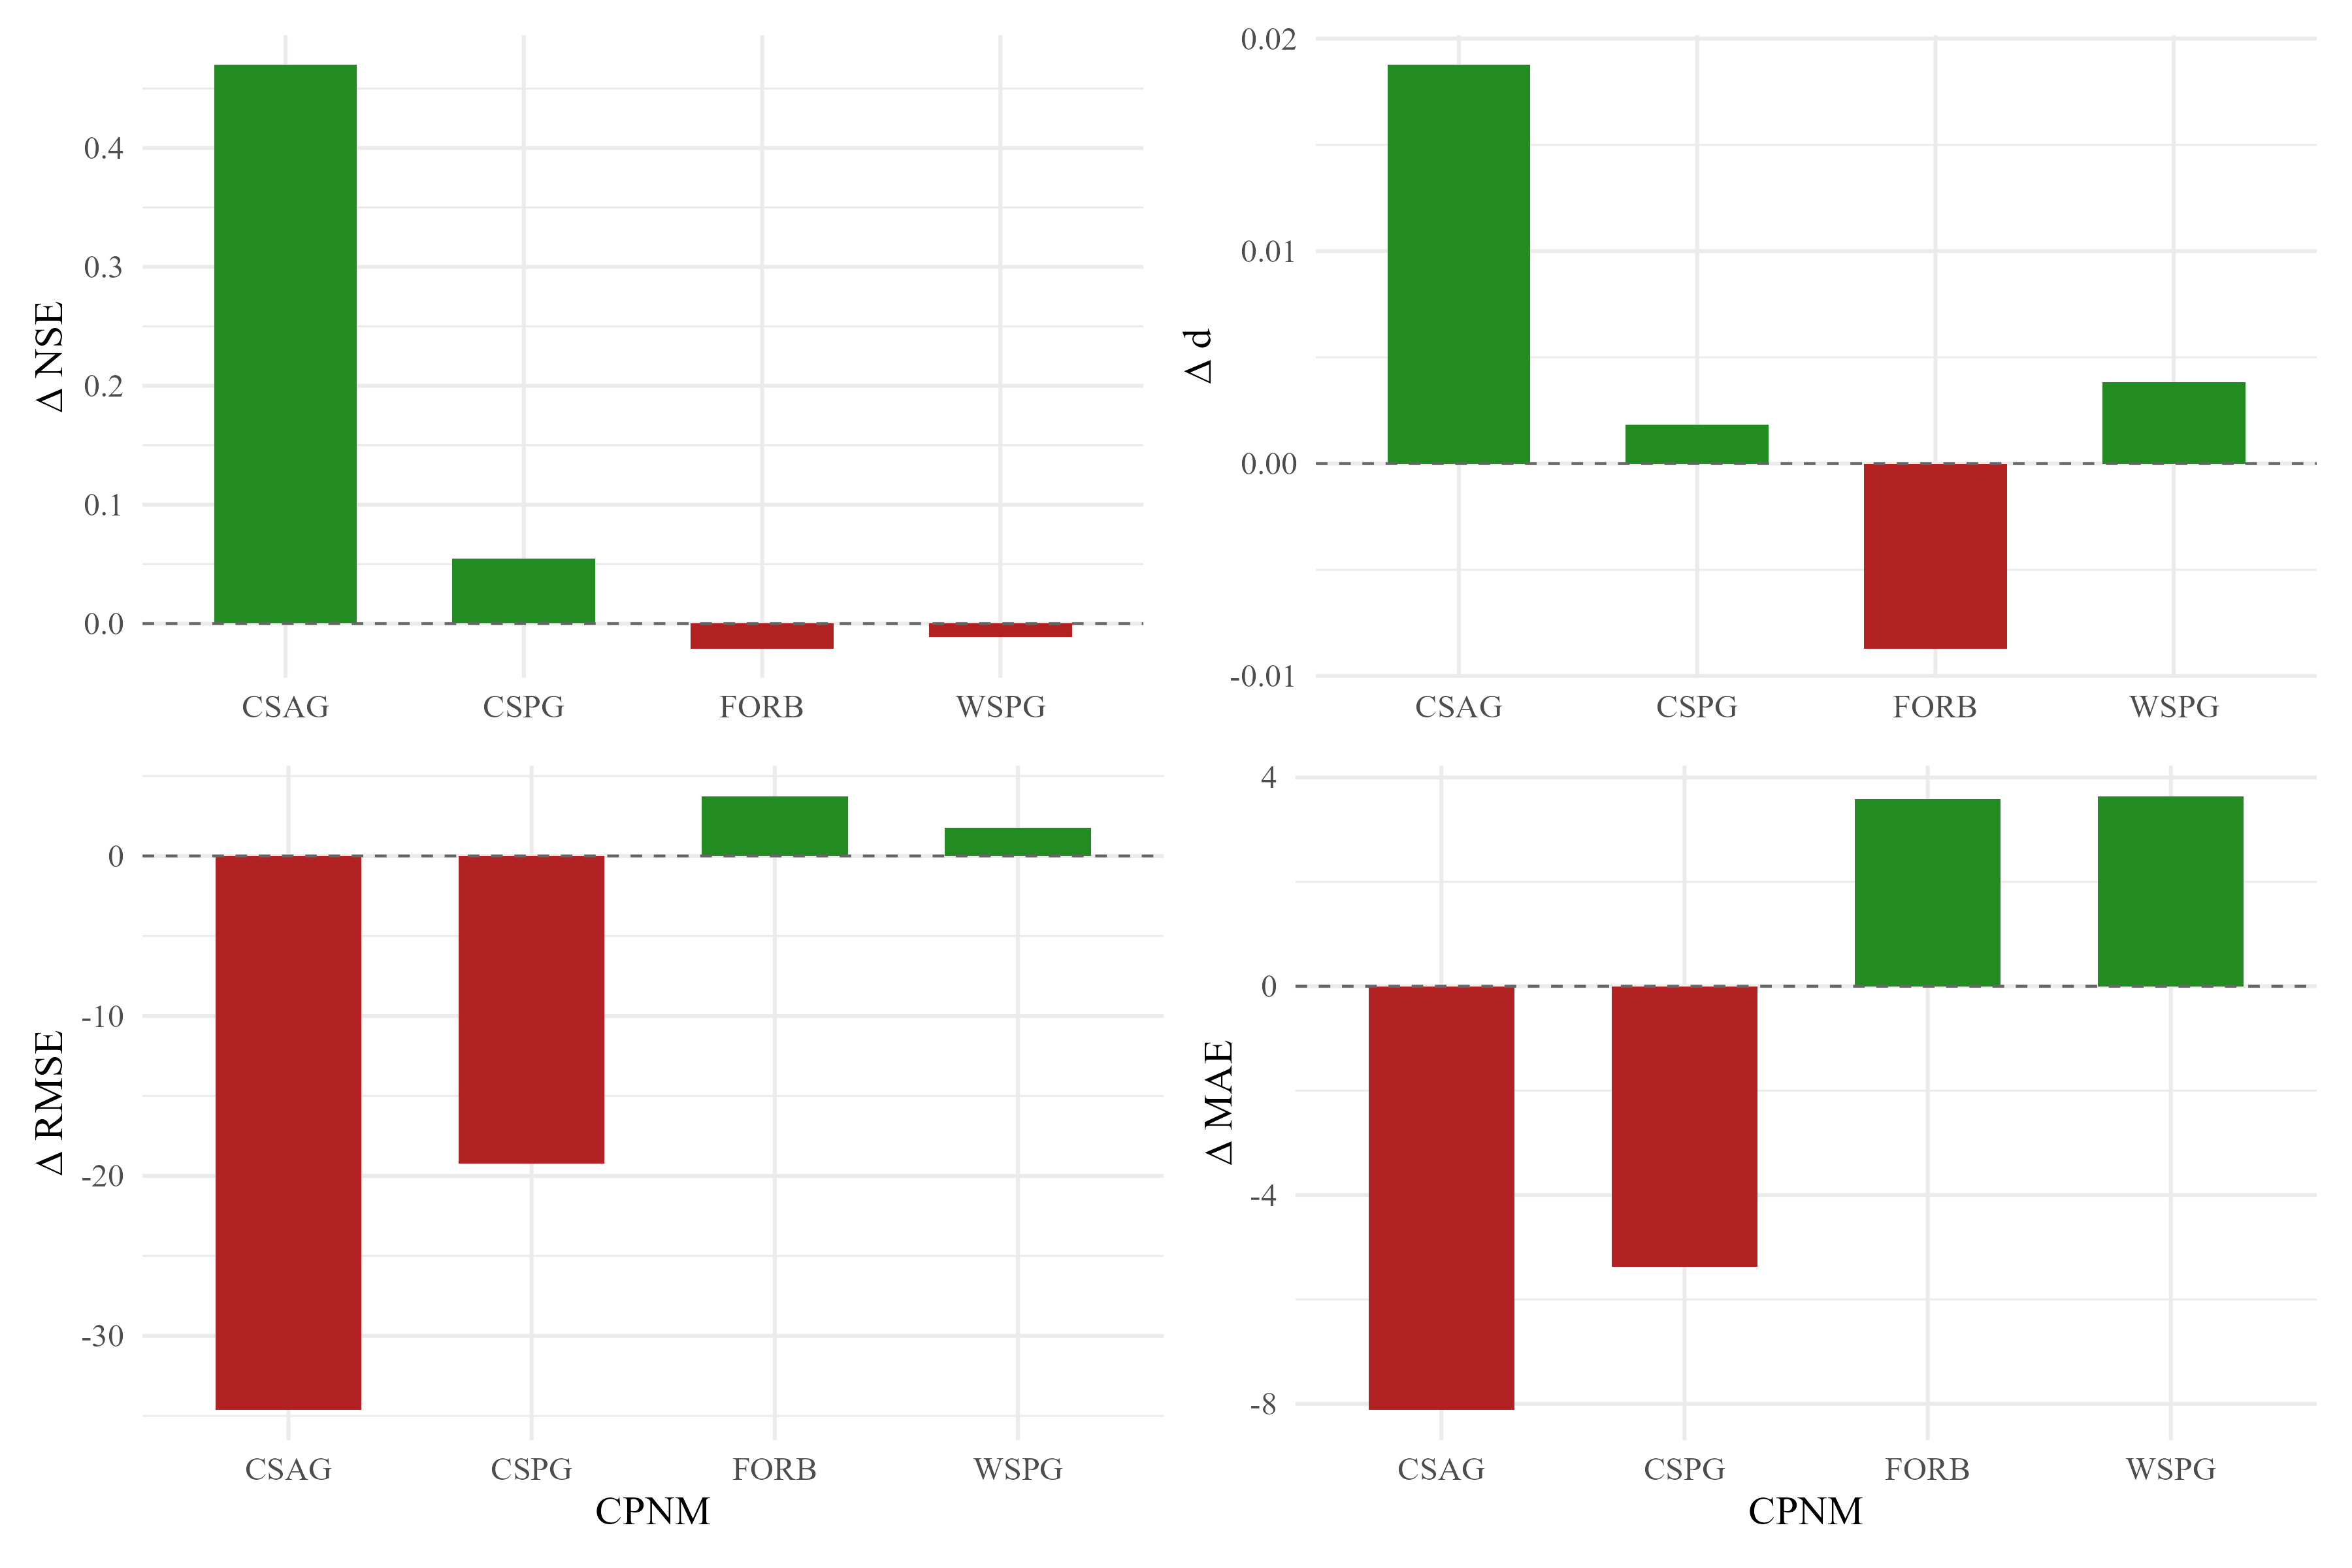 Δ NSE
0.4
0.3
0.2
0.1
0.0
CSAG CSPG FORB WSPG
Δ d
0.02
0.01
0.00
-0.01
CSAG CSPG FORB WSPG
Δ RMSE
0
-10
-20
-30
CSAG CSPG FORB WSPG
CPNM
Δ MAE
4
0
-4
-8
CSAG CSPG FORB WSPG
CPNM